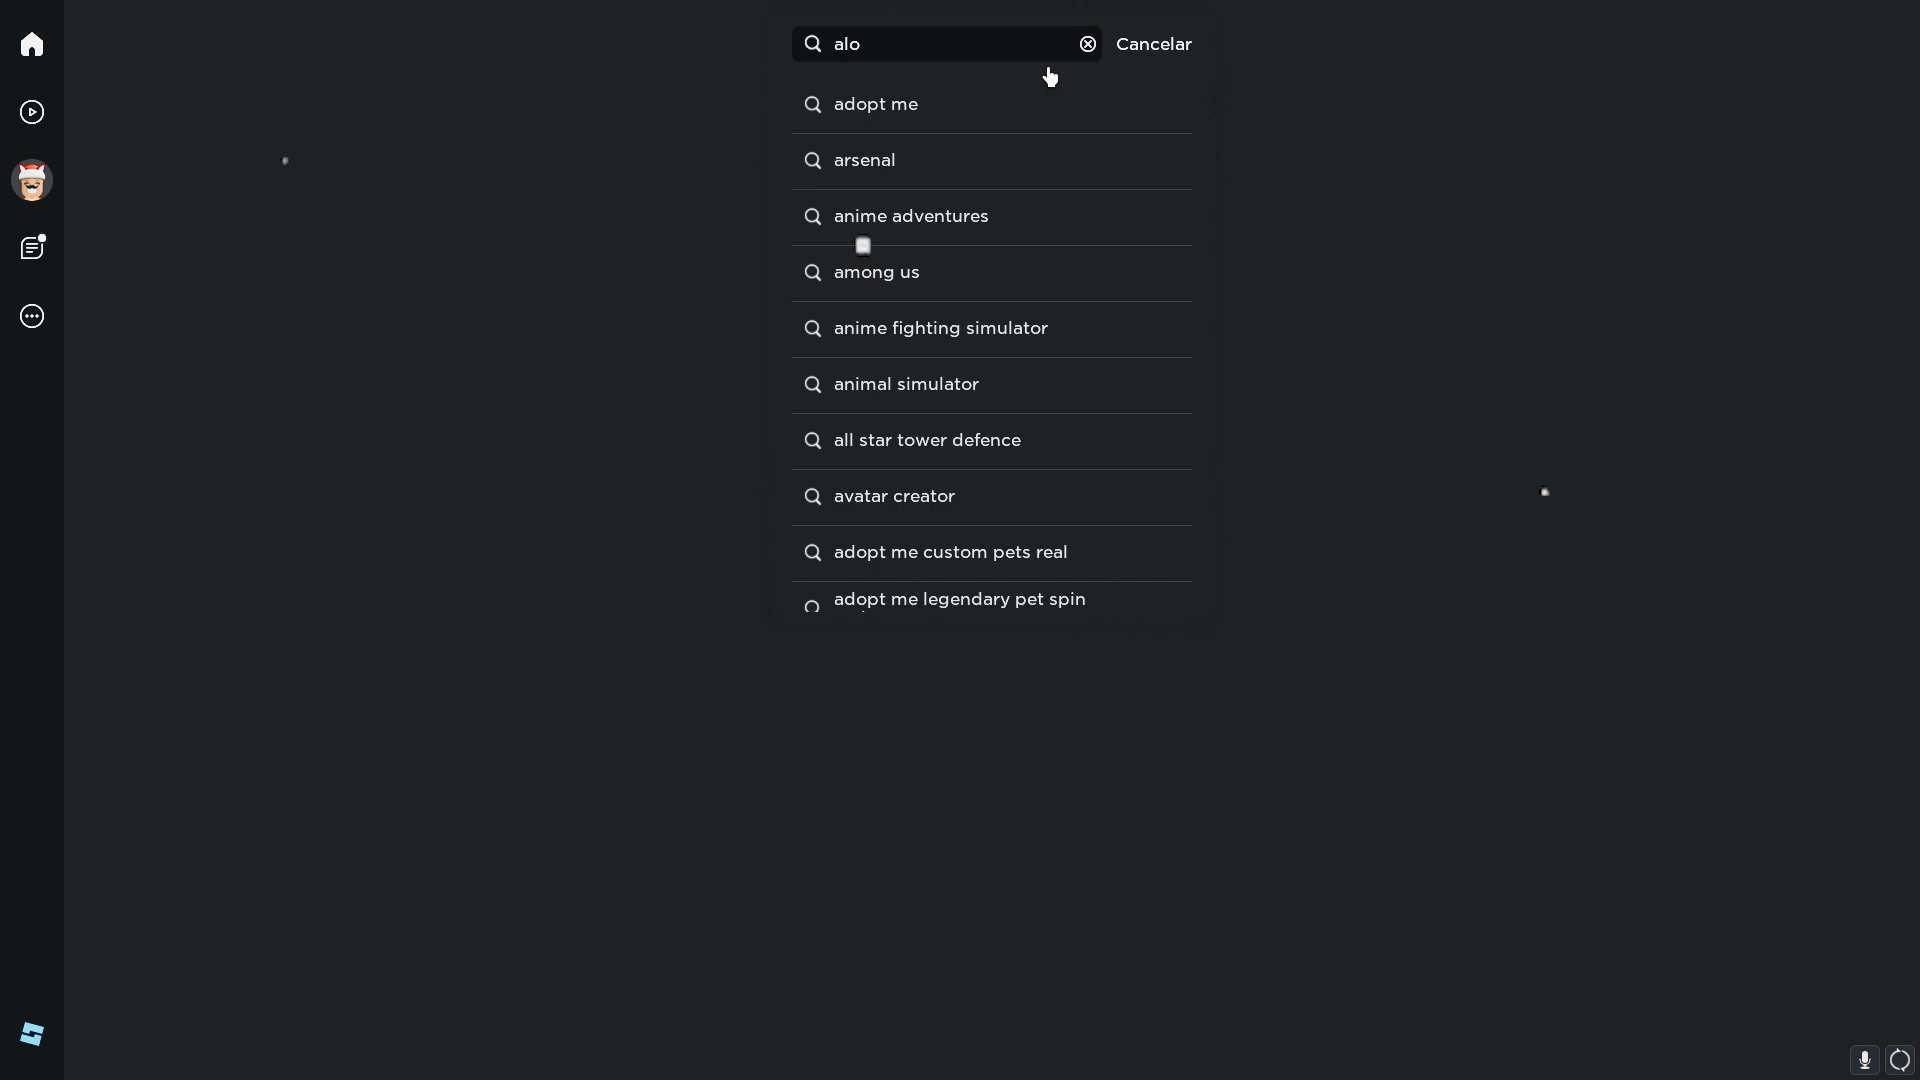 alo
Cancelar
adopt me
arsenal
anime adventures
among us
anime fighting simulator
animal simulator
all star tower defence
avatar creator
adopt me custom pets real
adopt me legendary pet spin